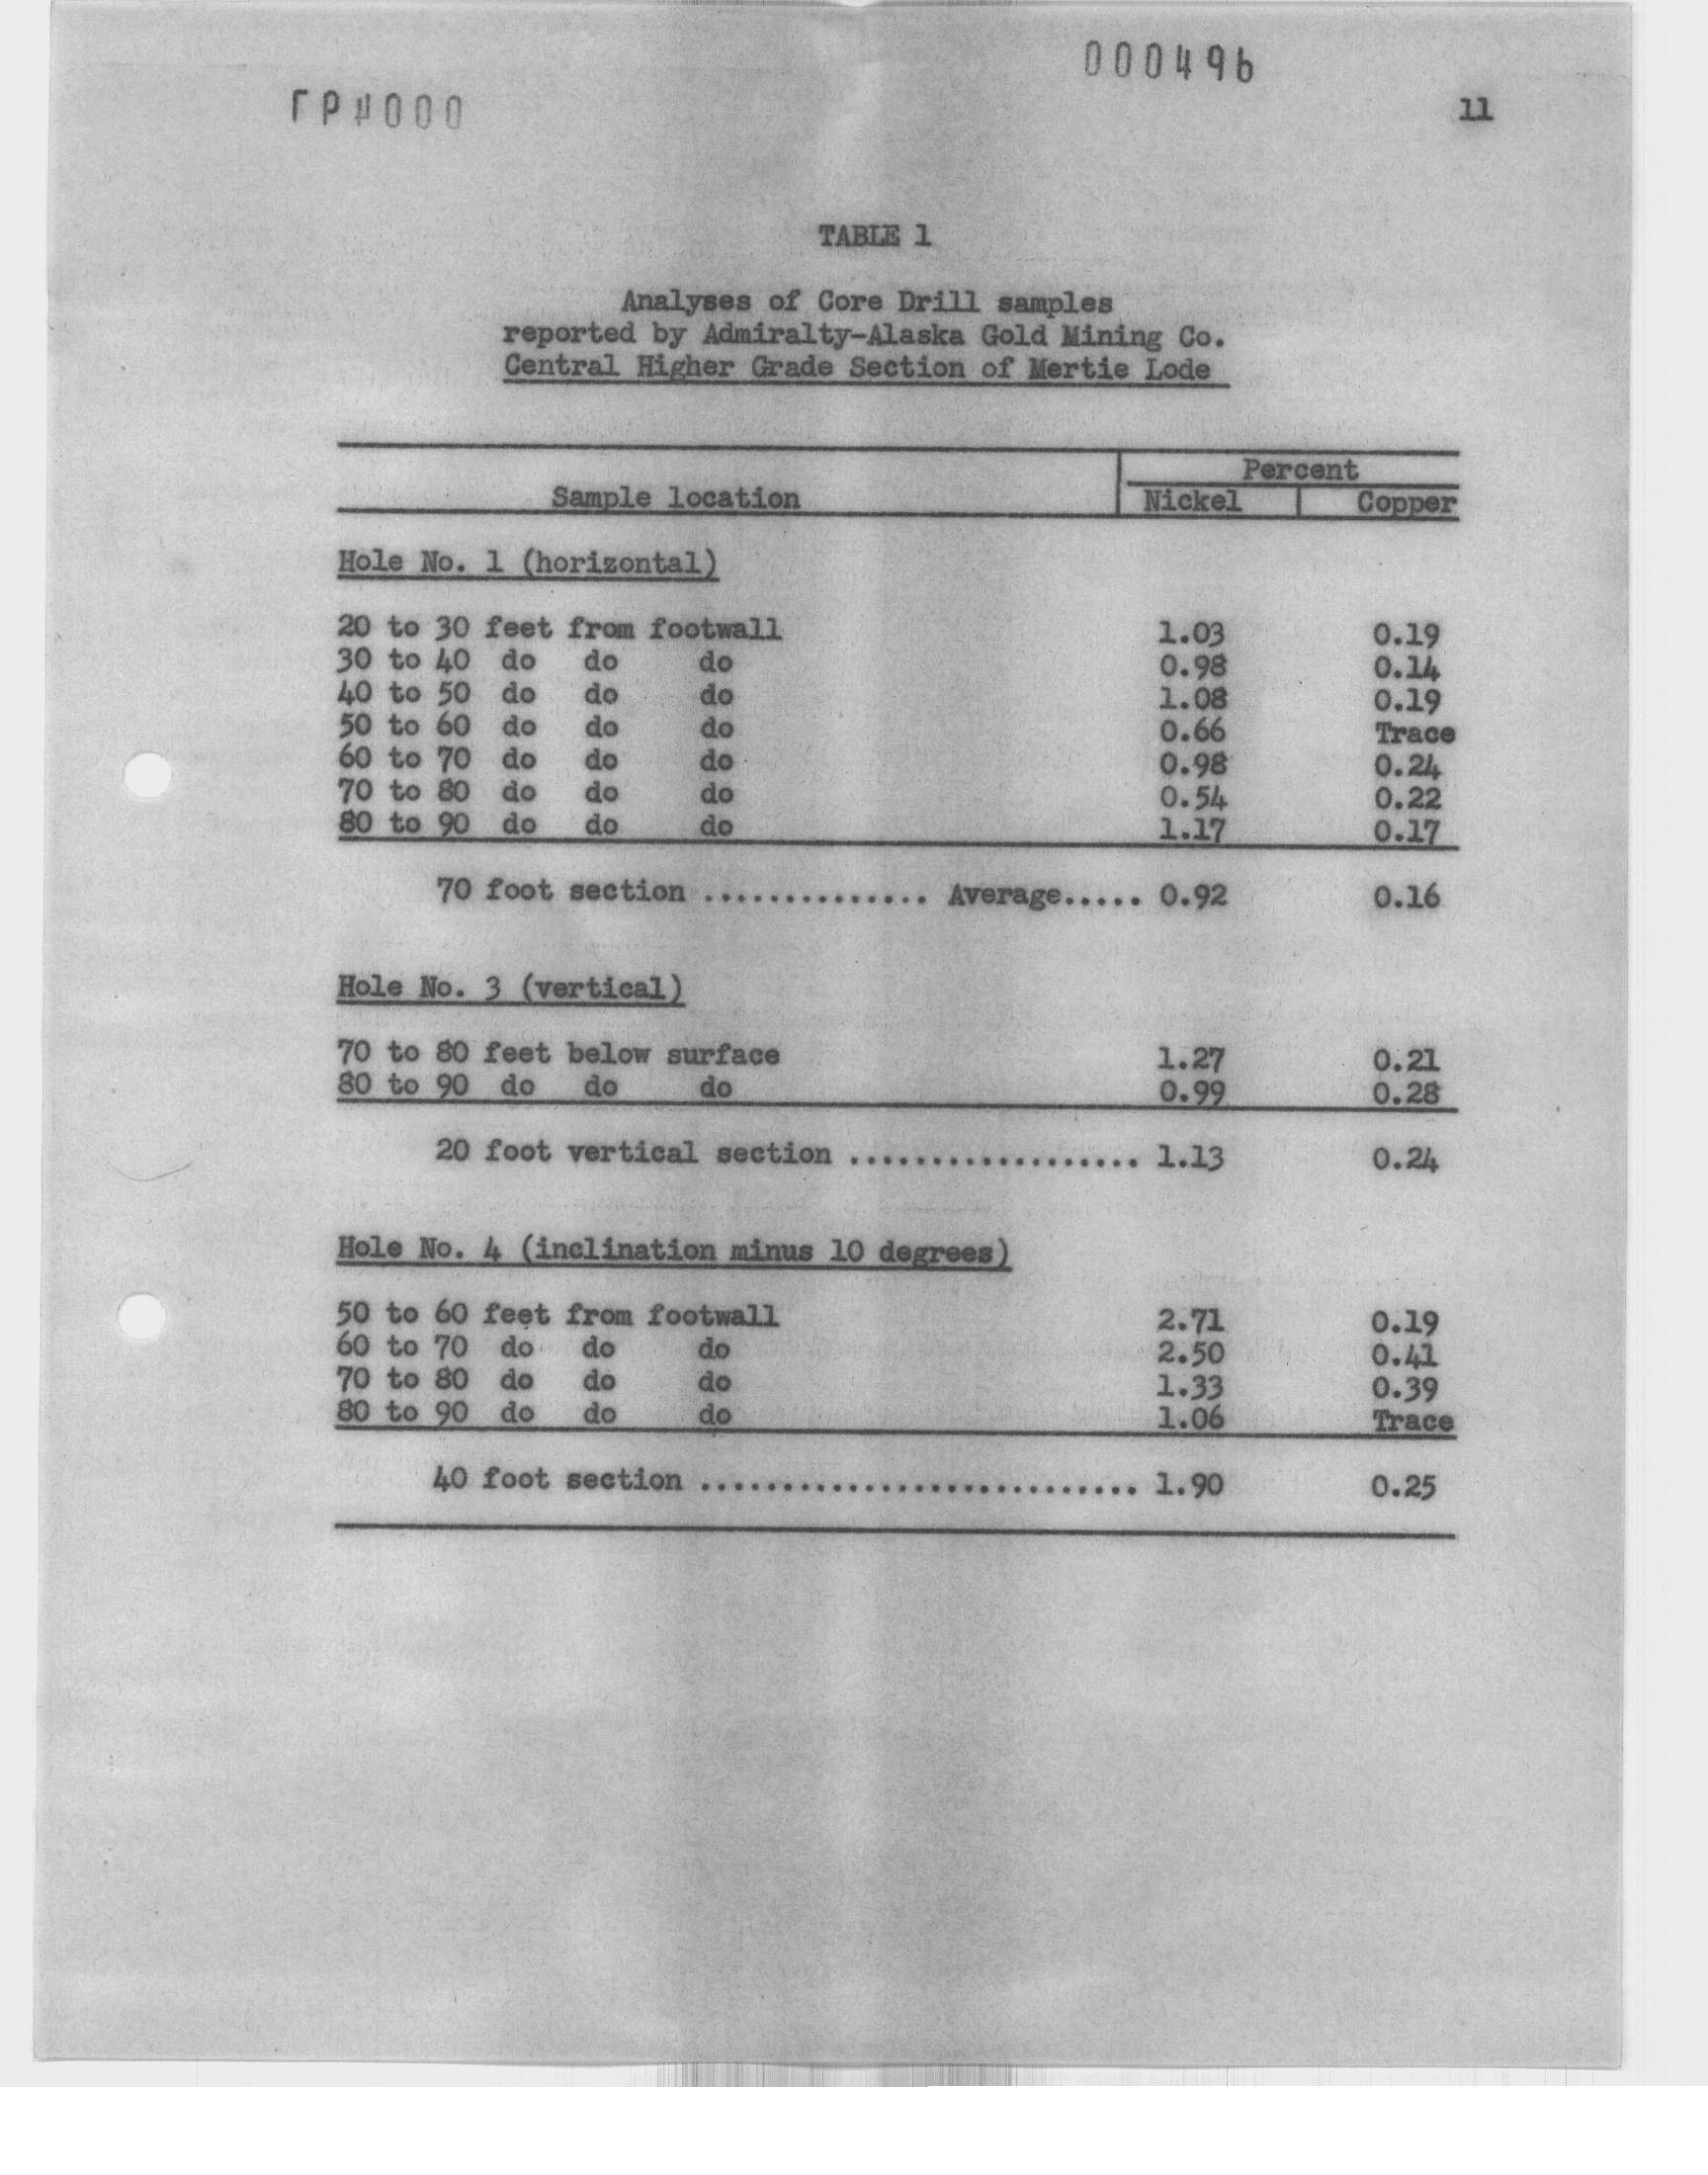 000496
11
TABLE 1
Analyses of Core Drill samples
reported by Admiralty-Alaska Gold Mining Co.
Central Higher Grade Section of Mertie Lode
Percent
Sample location Nickel Copper
Hole No. 1 (horizontal)
20 to 30 feet from footwall 1.03 0.19
30 to 40 do do do 0.98 0.14
40 to 50 do do do 1.08 0.19
50 to 60 do do do 0.66 Trace
60 to 70 do do do 0.98 0.24
70 to 80 do do do 0.54 0.22
80 to 90 do do do 1.17 0.17
70 foot section .............. Average..... 0.92 0.16
Hole No. 3 (vertical)
70 to 80 feet below surface 1.27 0.21
80 to 90 do do do 0.99 0.28
20 foot vertical section .................. 1.13 0.24
Hole No. 4 (inclination minus 10 degrees)
50 to 60 feet from footwall 2.71 0.19
60 to 70 do do do 2.50 0.41
70 to 80 do do do 1.33 0.39
80 to 90 do do do 1.06 Trace
40 foot section ........................... 1.90 0.25